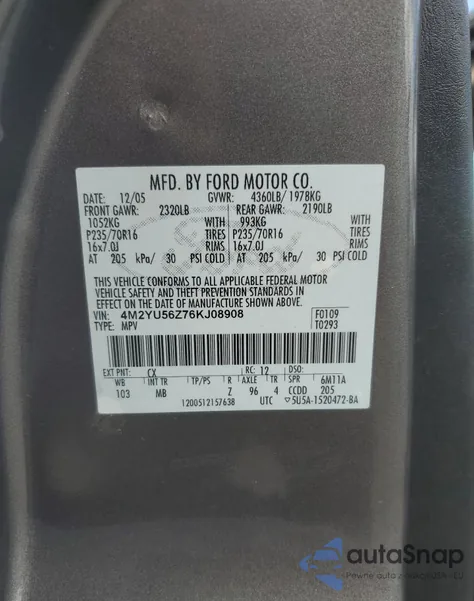 MFD. BY FORD MOTOR CO.
DATE: 12/05 GVWR: 4360LB/1978KG
FRONT GAWR: 2320LB REAR GAWR: 2190LB
1052KG WITH 993KG WITH
P235/70R16 TIRES P235/70R16 TIRES
16x7.0J RIMS 16x7.0J RIMS
AT 205 kPa/ 30 PSI COLD AT 205 kPa/ 30 PSI COLD
THIS VEHICLE CONFORMS TO ALL APPLICABLE FEDERAL MOTOR
VEHICLE SAFETY AND THEFT PREVENTION STANDARDS IN
EFFECT ON THE DATE OF MANUFACTURE SHOWN ABOVE.
VIN: 4M2YU56Z76KJ08908 F0109
TYPE: MPV T0293
EXT PNT: CX RC: 12 DSO:
WB INT TR TP/PS R AXLE TR SPR 6M11A
103 MB Z 96 4 CCDD 205
1200512157638 UTC ▽5U5A-1520472-BA
autoSnap
Pewne auta z nakazu USA